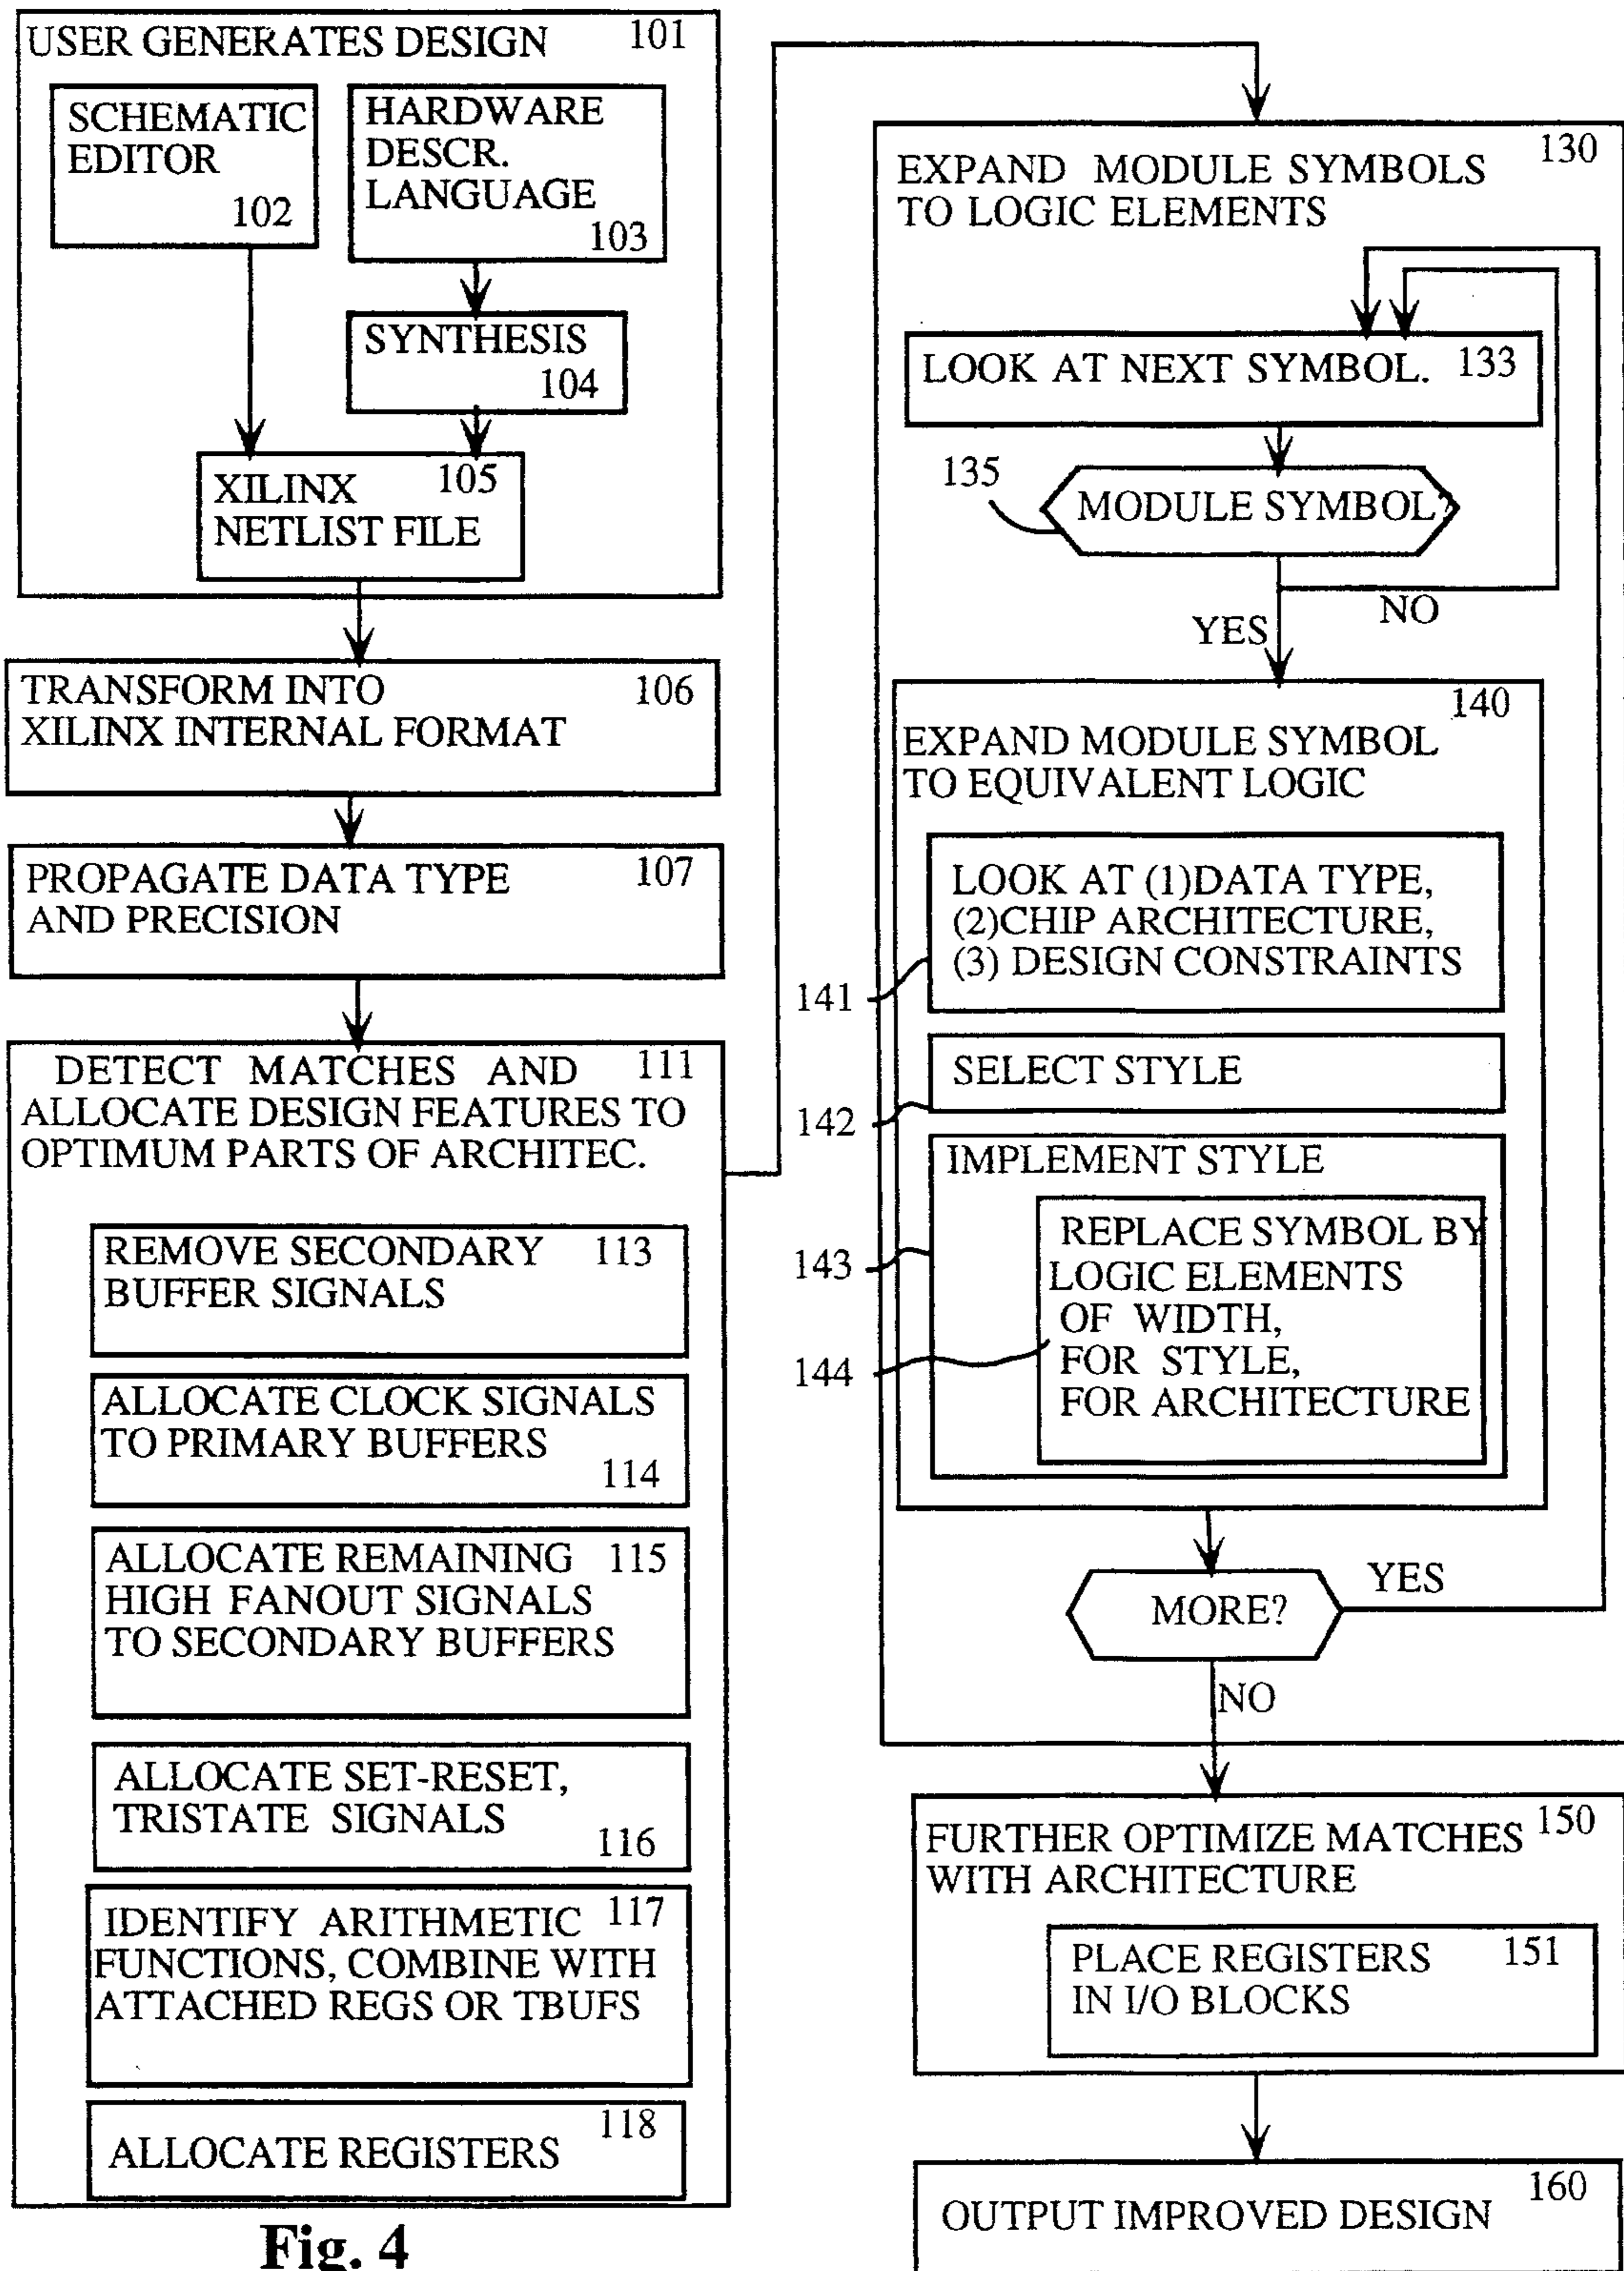 USER GENERATES DESIGN 101
SCHEMATIC
EDITOR
102
HARDWARE
DESCR.
LANGUAGE
103
SYNTHESIS
104
XILINX 105
NETLIST FILE
TRANSFORM INTO 106
XILINX INTERNAL FORMAT
PROPAGATE DATA TYPE 107
AND PRECISION
DETECT MATCHES AND 111
ALLOCATE DESIGN FEATURES TO
OPTIMUM PARTS OF ARCHITEC.
REMOVE SECONDARY 113
BUFFER SIGNALS
ALLOCATE CLOCK SIGNALS
TO PRIMARY BUFFERS
114
ALLOCATE REMAINING 115
HIGH FANOUT SIGNALS
TO SECONDARY BUFFERS
ALLOCATE SET-RESET,
TRISTATE SIGNALS
116
IDENTIFY ARITHMETIC 117
FUNCTIONS, COMBINE WITH
ATTACHED REGS OR TBUFS
118
ALLOCATE REGISTERS
Fig. 4
130
EXPAND MODULE SYMBOLS
TO LOGIC ELEMENTS
LOOK AT NEXT SYMBOL. 133
135
MODULE SYMBOL?
NO
YES
140
EXPAND MODULE SYMBOL
TO EQUIVALENT LOGIC
LOOK AT (1)DATA TYPE,
(2)CHIP ARCHITECTURE,
(3) DESIGN CONSTRAINTS
141
SELECT STYLE
142
IMPLEMENT STYLE
143
REPLACE SYMBOL BY
LOGIC ELEMENTS
OF WIDTH,
FOR STYLE,
FOR ARCHITECTURE
144
MORE?
YES
NO
FURTHER OPTIMIZE MATCHES 150
WITH ARCHITECTURE
PLACE REGISTERS 151
IN I/O BLOCKS
OUTPUT IMPROVED DESIGN 160